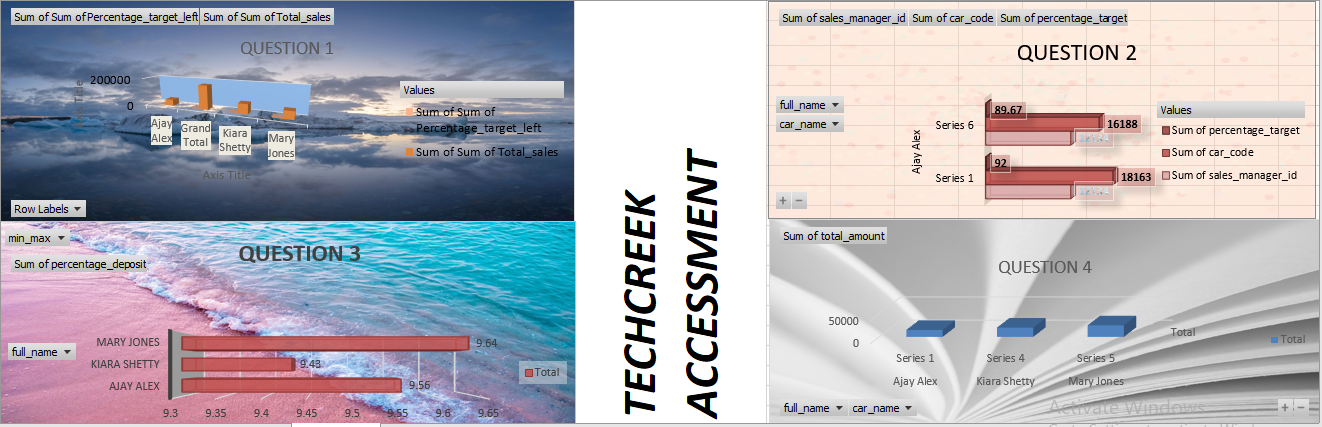 Sum of Sum of Percentage_target_left
Sum of Sum of Total_sales
QUESTION 1
200000
0
Ajay
Alex
Grand
Total
Kiara
Shetty
Mary
Jones
Axis Title
Values
Sum of Sum of
Percentage_target_left
Sum of Sum of Total_sales
Row Labels
min_max
Sum of percentage_deposit
QUESTION 3
full_name
MARY JONES
KIARA SHETTY
AJAY ALEX
9.64
9.43
9.56
9.3 9.35 9.4 9.45 9.5 9.55 9.6 9.65
Total
TECHCREEK
ACCESSMENT
Sum of sales_manager_id
Sum of car_code
Sum of percentage_target
QUESTION 2
full_name
car_name
Ajay Alex
Series 6
Series 1
89.67
16188
92
18163
Values
Sum of percentage_target
Sum of car_code
Sum of sales_manager_id
+ −
Sum of total_amount
QUESTION 4
50000
0
Series 1 Series 4 Series 5
Ajay Alex Kiara Shetty Mary Jones
Total
Total
full_name
car_name
Activate Windows
+ −